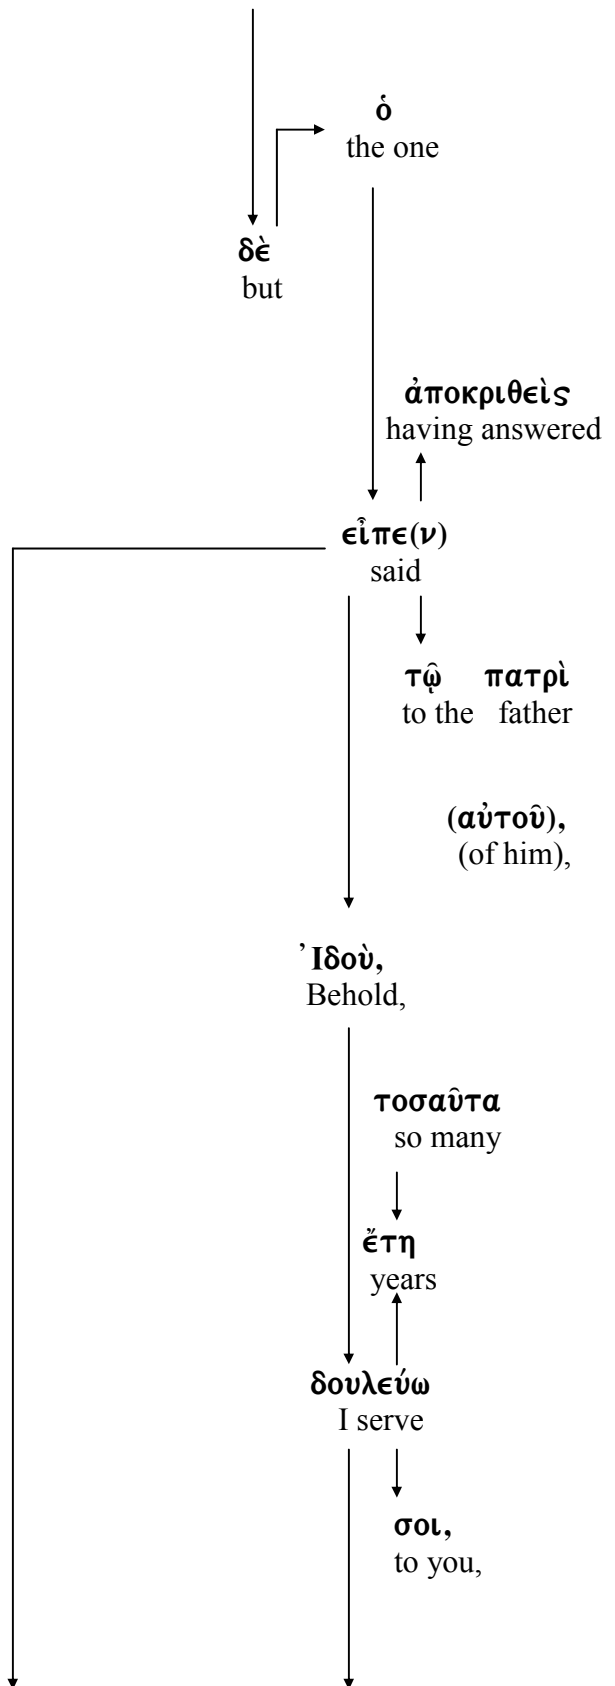 ὁ
the one
δὲ
but
ἀποκριθεὶς
having answered
εἶπε(ν)
said
τῷ πατρὶ
to the father
(αὐτοῦ),
(of him),
Ἰδοὺ,
Behold,
τοσαῦτα
so many
ἔτη
years
δουλεύω
I serve
σοι,
to you,